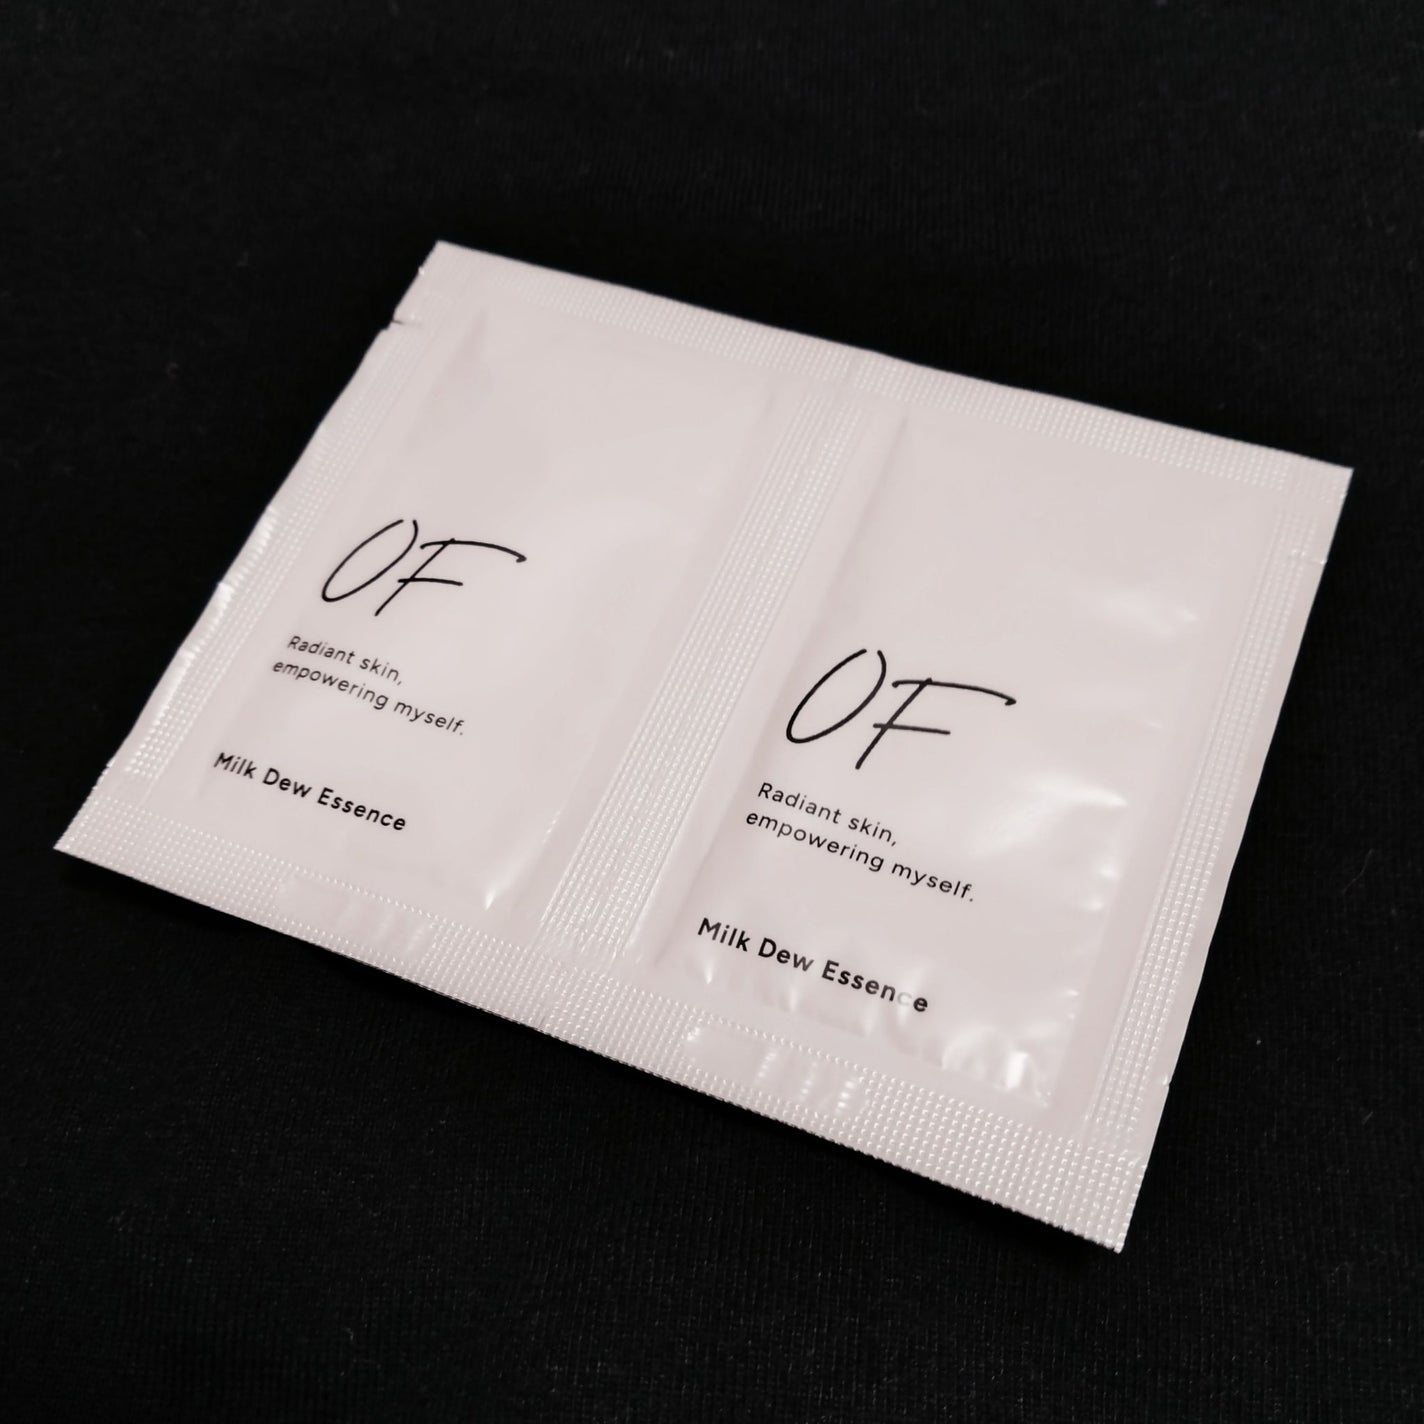 OF
Radiant skin,
empowering myself.
Milk Dew Essence
OF
Radiant skin,
empowering myself.
Milk Dew Essence